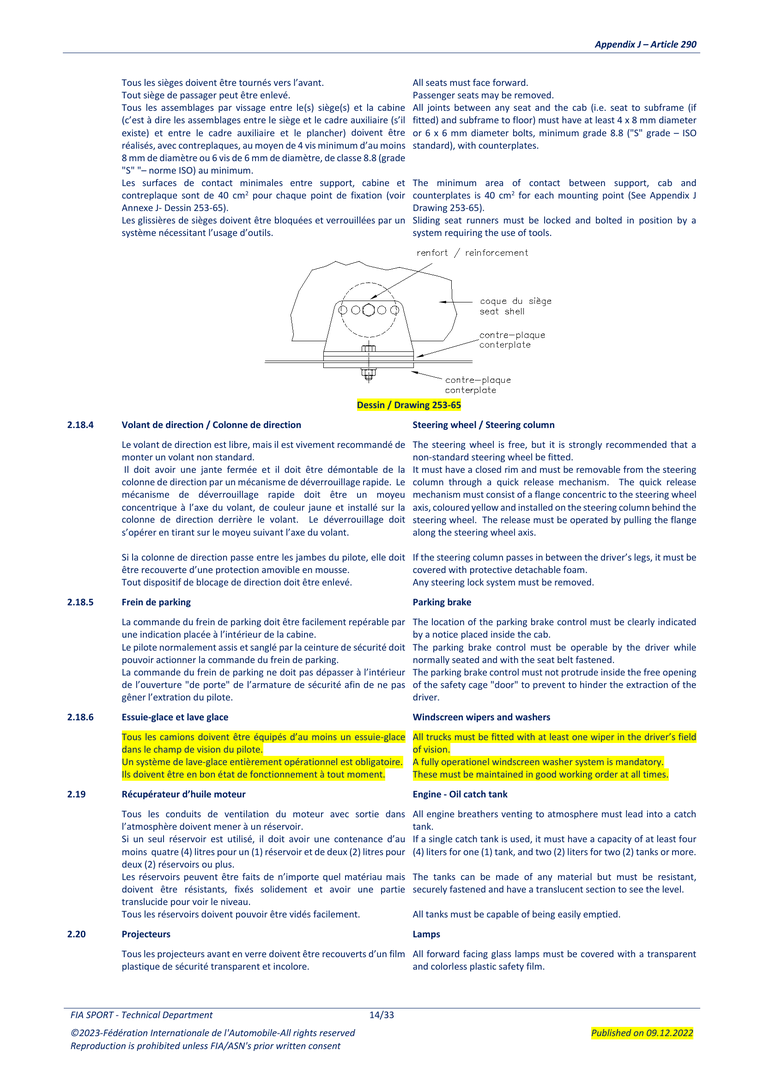 Appendix J – Article 290
Tous les sièges doivent être tournés vers l'avant.
Tout siège de passager peut être enlevé.
Tous les assemblages par vissage entre le(s) siège(s) et la cabine
(c'est à dire les assemblages entre le siège et le cadre auxiliaire (s'il
existe) et entre le cadre auxiliaire et le plancher) doivent être
réalisés, avec contreplaques, au moyen de 4 vis minimum d'au moins
8 mm de diamètre ou 6 vis de 6 mm de diamètre, de classe 8.8 (grade
"S" "– norme ISO) au minimum.
Les surfaces de contact minimales entre support, cabine et
contreplaque sont de 40 cm² pour chaque point de fixation (voir
Annexe J- Dessin 253-65).
Les glissières de sièges doivent être bloquées et verrouillées par un
système nécessitant l'usage d'outils.
All seats must face forward.
Passenger seats may be removed.
All joints between any seat and the cab (i.e. seat to subframe (if
fitted) and subframe to floor) must have at least 4 x 8 mm diameter
or 6 x 6 mm diameter bolts, minimum grade 8.8 ("S" grade – ISO
standard), with counterplates.
The minimum area of contact between support, cab and
counterplates is 40 cm² for each mounting point (See Appendix J
Drawing 253-65).
Sliding seat runners must be locked and bolted in position by a
system requiring the use of tools.
renfort / reinforcement
coque du siège
seat shell
contre-plaque
conterplate
contre-plaque
conterplate
Dessin / Drawing 253-65
2.18.4 Volant de direction / Colonne de direction
Le volant de direction est libre, mais il est vivement recommandé de
monter un volant non standard.
Il doit avoir une jante fermée et il doit être démontable de la
colonne de direction par un mécanisme de déverrouillage rapide. Le
mécanisme de déverrouillage rapide doit être un moyeu
concentrique à l'axe du volant, de couleur jaune et installé sur la
colonne de direction derrière le volant. Le déverrouillage doit
s'opérer en tirant sur le moyeu suivant l'axe du volant.
Si la colonne de direction passe entre les jambes du pilote, elle doit
être recouverte d'une protection amovible en mousse.
Tout dispositif de blocage de direction doit être enlevé.
Steering wheel / Steering column
The steering wheel is free, but it is strongly recommended that a
non-standard steering wheel be fitted.
It must have a closed rim and must be removable from the steering
column through a quick release mechanism. The quick release
mechanism must consist of a flange concentric to the steering wheel
axis, coloured yellow and installed on the steering column behind the
steering wheel. The release must be operated by pulling the flange
along the steering wheel axis.
If the steering column passes in between the driver's legs, it must be
covered with protective detachable foam.
Any steering lock system must be removed.
2.18.5 Frein de parking
La commande du frein de parking doit être facilement repérable par
une indication placée à l'intérieur de la cabine.
Le pilote normalement assis et sanglé par la ceinture de sécurité doit
pouvoir actionner la commande du frein de parking.
La commande du frein de parking ne doit pas dépasser à l'intérieur
de l'ouverture "de porte" de l'armature de sécurité afin de ne pas
gêner l'extration du pilote.
Parking brake
The location of the parking brake control must be clearly indicated
by a notice placed inside the cab.
The parking brake control must be operable by the driver while
normally seated and with the seat belt fastened.
The parking brake control must not protrude inside the free opening
of the safety cage "door" to prevent to hinder the extraction of the
driver.
2.18.6 Essuie-glace et lave glace
Tous les camions doivent être équipés d'au moins un essuie-glace
dans le champ de vision du pilote.
Un système de lave-glace entièrement opérationnel est obligatoire.
Ils doivent être en bon état de fonctionnement à tout moment.
Windscreen wipers and washers
All trucks must be fitted with at least one wiper in the driver's field
of vision.
A fully operationel windscreen washer system is mandatory.
These must be maintained in good working order at all times.
2.19 Récupérateur d'huile moteur
Tous les conduits de ventilation du moteur avec sortie dans
l'atmosphère doivent mener à un réservoir.
Si un seul réservoir est utilisé, il doit avoir une contenance d'au
moins quatre (4) litres pour un (1) réservoir et de deux (2) litres pour
deux (2) réservoirs ou plus.
Les réservoirs peuvent être faits de n'importe quel matériau mais
doivent être résistants, fixés solidement et avoir une partie
translucide pour voir le niveau.
Tous les réservoirs doivent pouvoir être vidés facilement.
Engine - Oil catch tank
All engine breathers venting to atmosphere must lead into a catch
tank.
If a single catch tank is used, it must have a capacity of at least four
(4) liters for one (1) tank, and two (2) liters for two (2) tanks or more.
The tanks can be made of any material but must be resistant,
securely fastened and have a translucent section to see the level.
All tanks must be capable of being easily emptied.
2.20 Projecteurs
Tous les projecteurs avant en verre doivent être recouverts d'un film
plastique de sécurité transparent et incolore.
Lamps
All forward facing glass lamps must be covered with a transparent
and colorless plastic safety film.
FIA SPORT - Technical Department
14/33
©2023-Fédération Internationale de l'Automobile-All rights reserved
Reproduction is prohibited unless FIA/ASN's prior written consent
Published on 09.12.2022